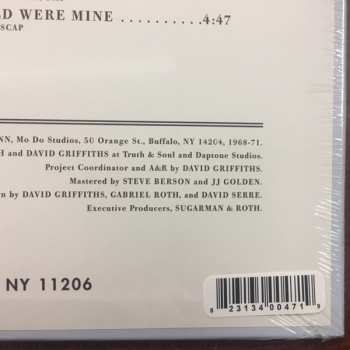 LD WERE MINE ..........4:47
SCAP
NN, Mo Do Studios, 50 Orange St., Buffalo, NY 14204, 1968-71.
H and DAVID GRIFFITHS at Truth & Soul and Daptone Studios.
Project Coordinator and A&R by DAVID GRIFFITHS.
Mastered by STEVE BERSON and JJ GOLDEN.
gn by DAVID GRIFFITHS, GABRIEL ROTH, and DAVID SERRE.
Executive Producers, SUGARMAN & ROTH.
NY 11206
8 23134 00471 9